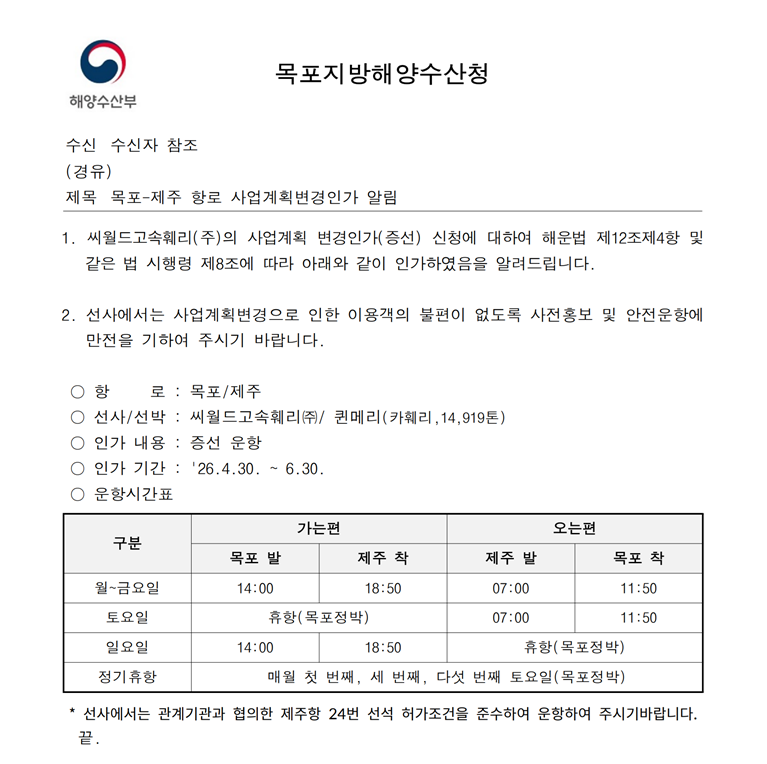 해양수산부
목포지방해양수산청
수신 수신자 참조
(경유)
제목 목포-제주 항로 사업계획변경인가 알림
1. 씨월드고속훼리(주)의 사업계획 변경인가(증선) 신청에 대하여 해운법 제12조제4항 및
같은 법 시행령 제8조에 따라 아래와 같이 인가하였음을 알려드립니다.
2. 선사에서는 사업계획변경으로 인한 이용객의 불편이 없도록 사전홍보 및 안전운항에
만전을 기하여 주시기 바랍니다.
○ 항 로 : 목포/제주
○ 선사/선박 : 씨월드고속훼리㈜/ 퀸메리(카훼리,14,919톤)
○ 인가 내용 : 증선 운항
○ 인가 기간 : '26.4.30. ~ 6.30.
○ 운항시간표
구분 가는편 오는편
목포 발 제주 착 제주 발 목포 착
월~금요일 14:00 18:50 07:00 11:50
토요일 휴항(목포정박) 07:00 11:50
일요일 14:00 18:50 휴항(목포정박)
정기휴항 매월 첫 번째, 세 번째, 다섯 번째 토요일(목포정박)
* 선사에서는 관계기관과 협의한 제주항 24번 선석 허가조건을 준수하여 운항하여 주시기바랍니다.
끝.